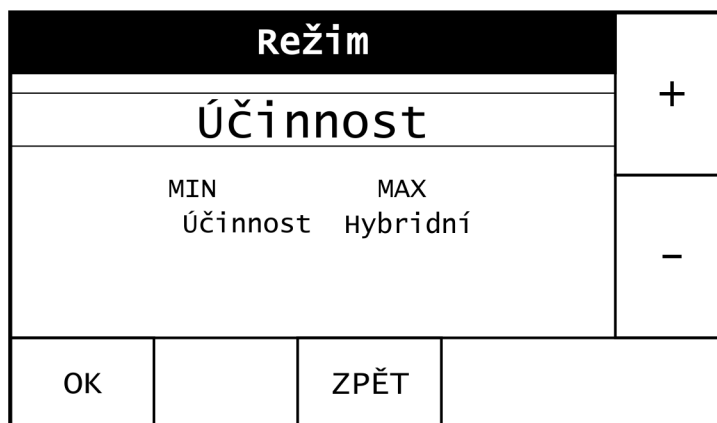 Režim
+
Účinnost
MIN MAX
Účinnost Hybridní
-
OK ZPĚT